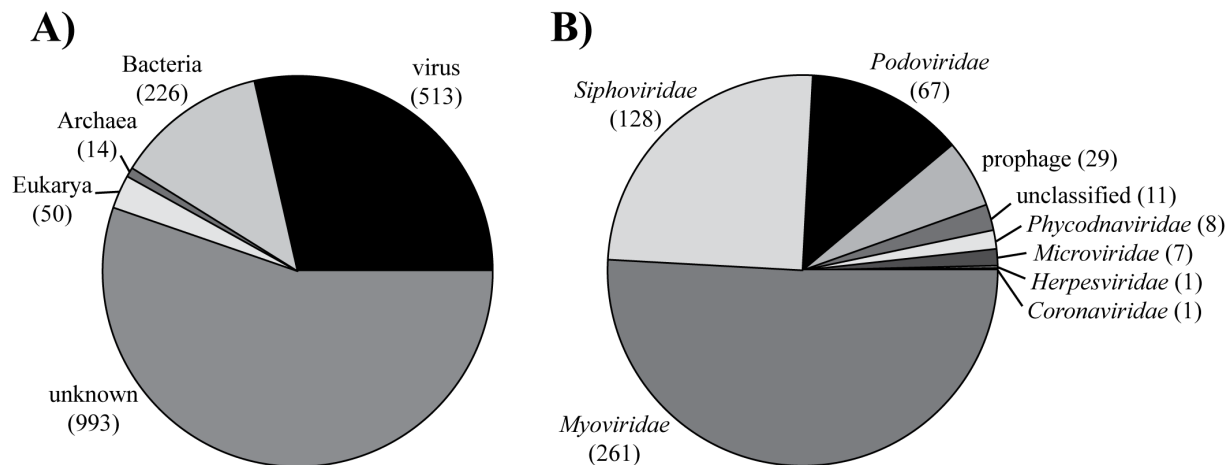 A)
Bacteria
(226)
virus
(513)
Archaea
(14)
Eukarya
(50)
unknown
(993)
B)
Podoviridae
(67)
Siphoviridae
(128)
prophage (29)
unclassified (11)
Phycodnaviridae (8)
Microviridae (7)
Herpesviridae (1)
Coronaviridae (1)
Myoviridae
(261)